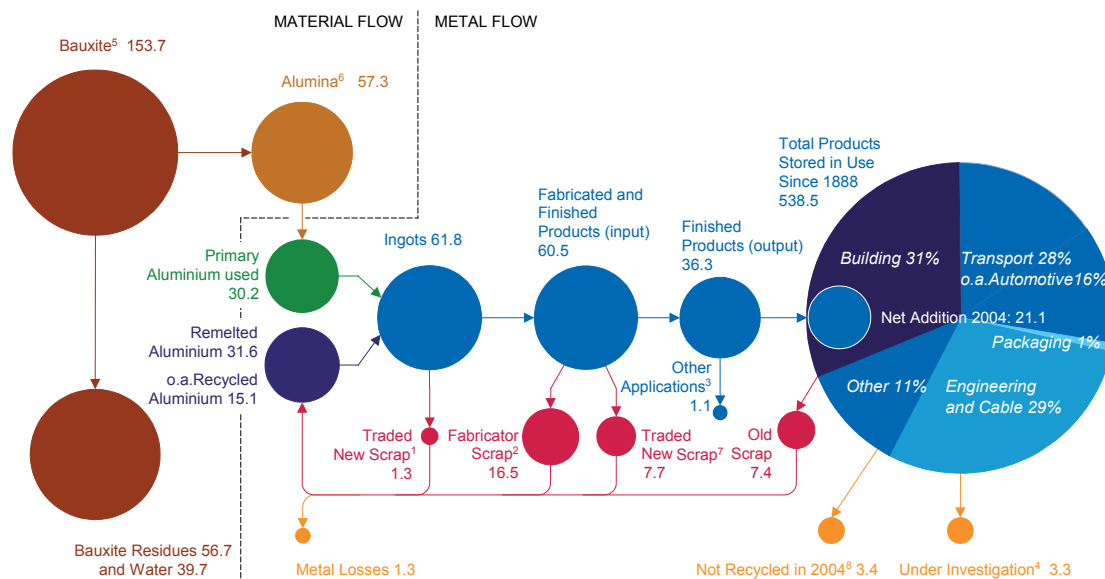 MATERIAL FLOW
METAL FLOW
Bauxite⁵ 153.7
Alumina⁶ 57.3
Total Products
Stored in Use
Since 1888
538.5
Fabricated and
Finished
Products (input)
60.5
Finished
Products (output)
36.3
Ingots 61.8
Primary
Aluminium used
30.2
Remelted
Aluminium 31.6
o.a.Recycled
Aluminium 15.1
Building 31%
Transport 28%
o.a.Automotive16%
Net Addition 2004: 21.1
Packaging 1%
Other 11%
Engineering
and Cable 29%
Other
Applications³
1.1
Traded
New Scrap¹
1.3
Fabricator
Scrap²
16.5
Traded
New Scrap⁷
7.7
Old
Scrap
7.4
Bauxite Residues 56.7
and Water 39.7
Metal Losses 1.3
Not Recycled in 2004⁸ 3.4
Under Investigation⁴ 3.3